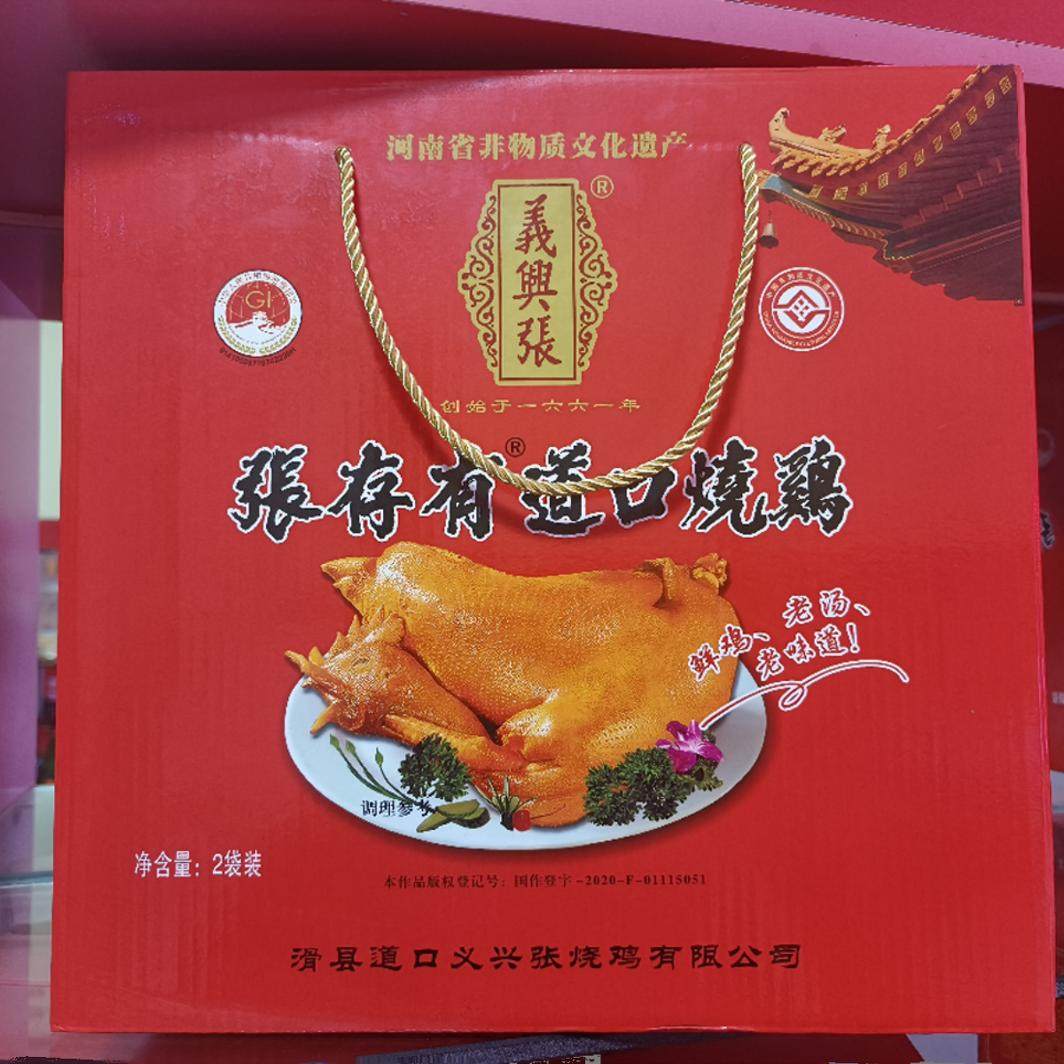 河南省非物质文化遗产
義興張®
GI
创始于一六六一年
張存有®道口燒鷄
鲜鸡、老汤、
老味道!
调理参考
净含量：2袋装
本作品版权登记号：国作登字-2020-F-01115051
滑县道口义兴张烧鸡有限公司